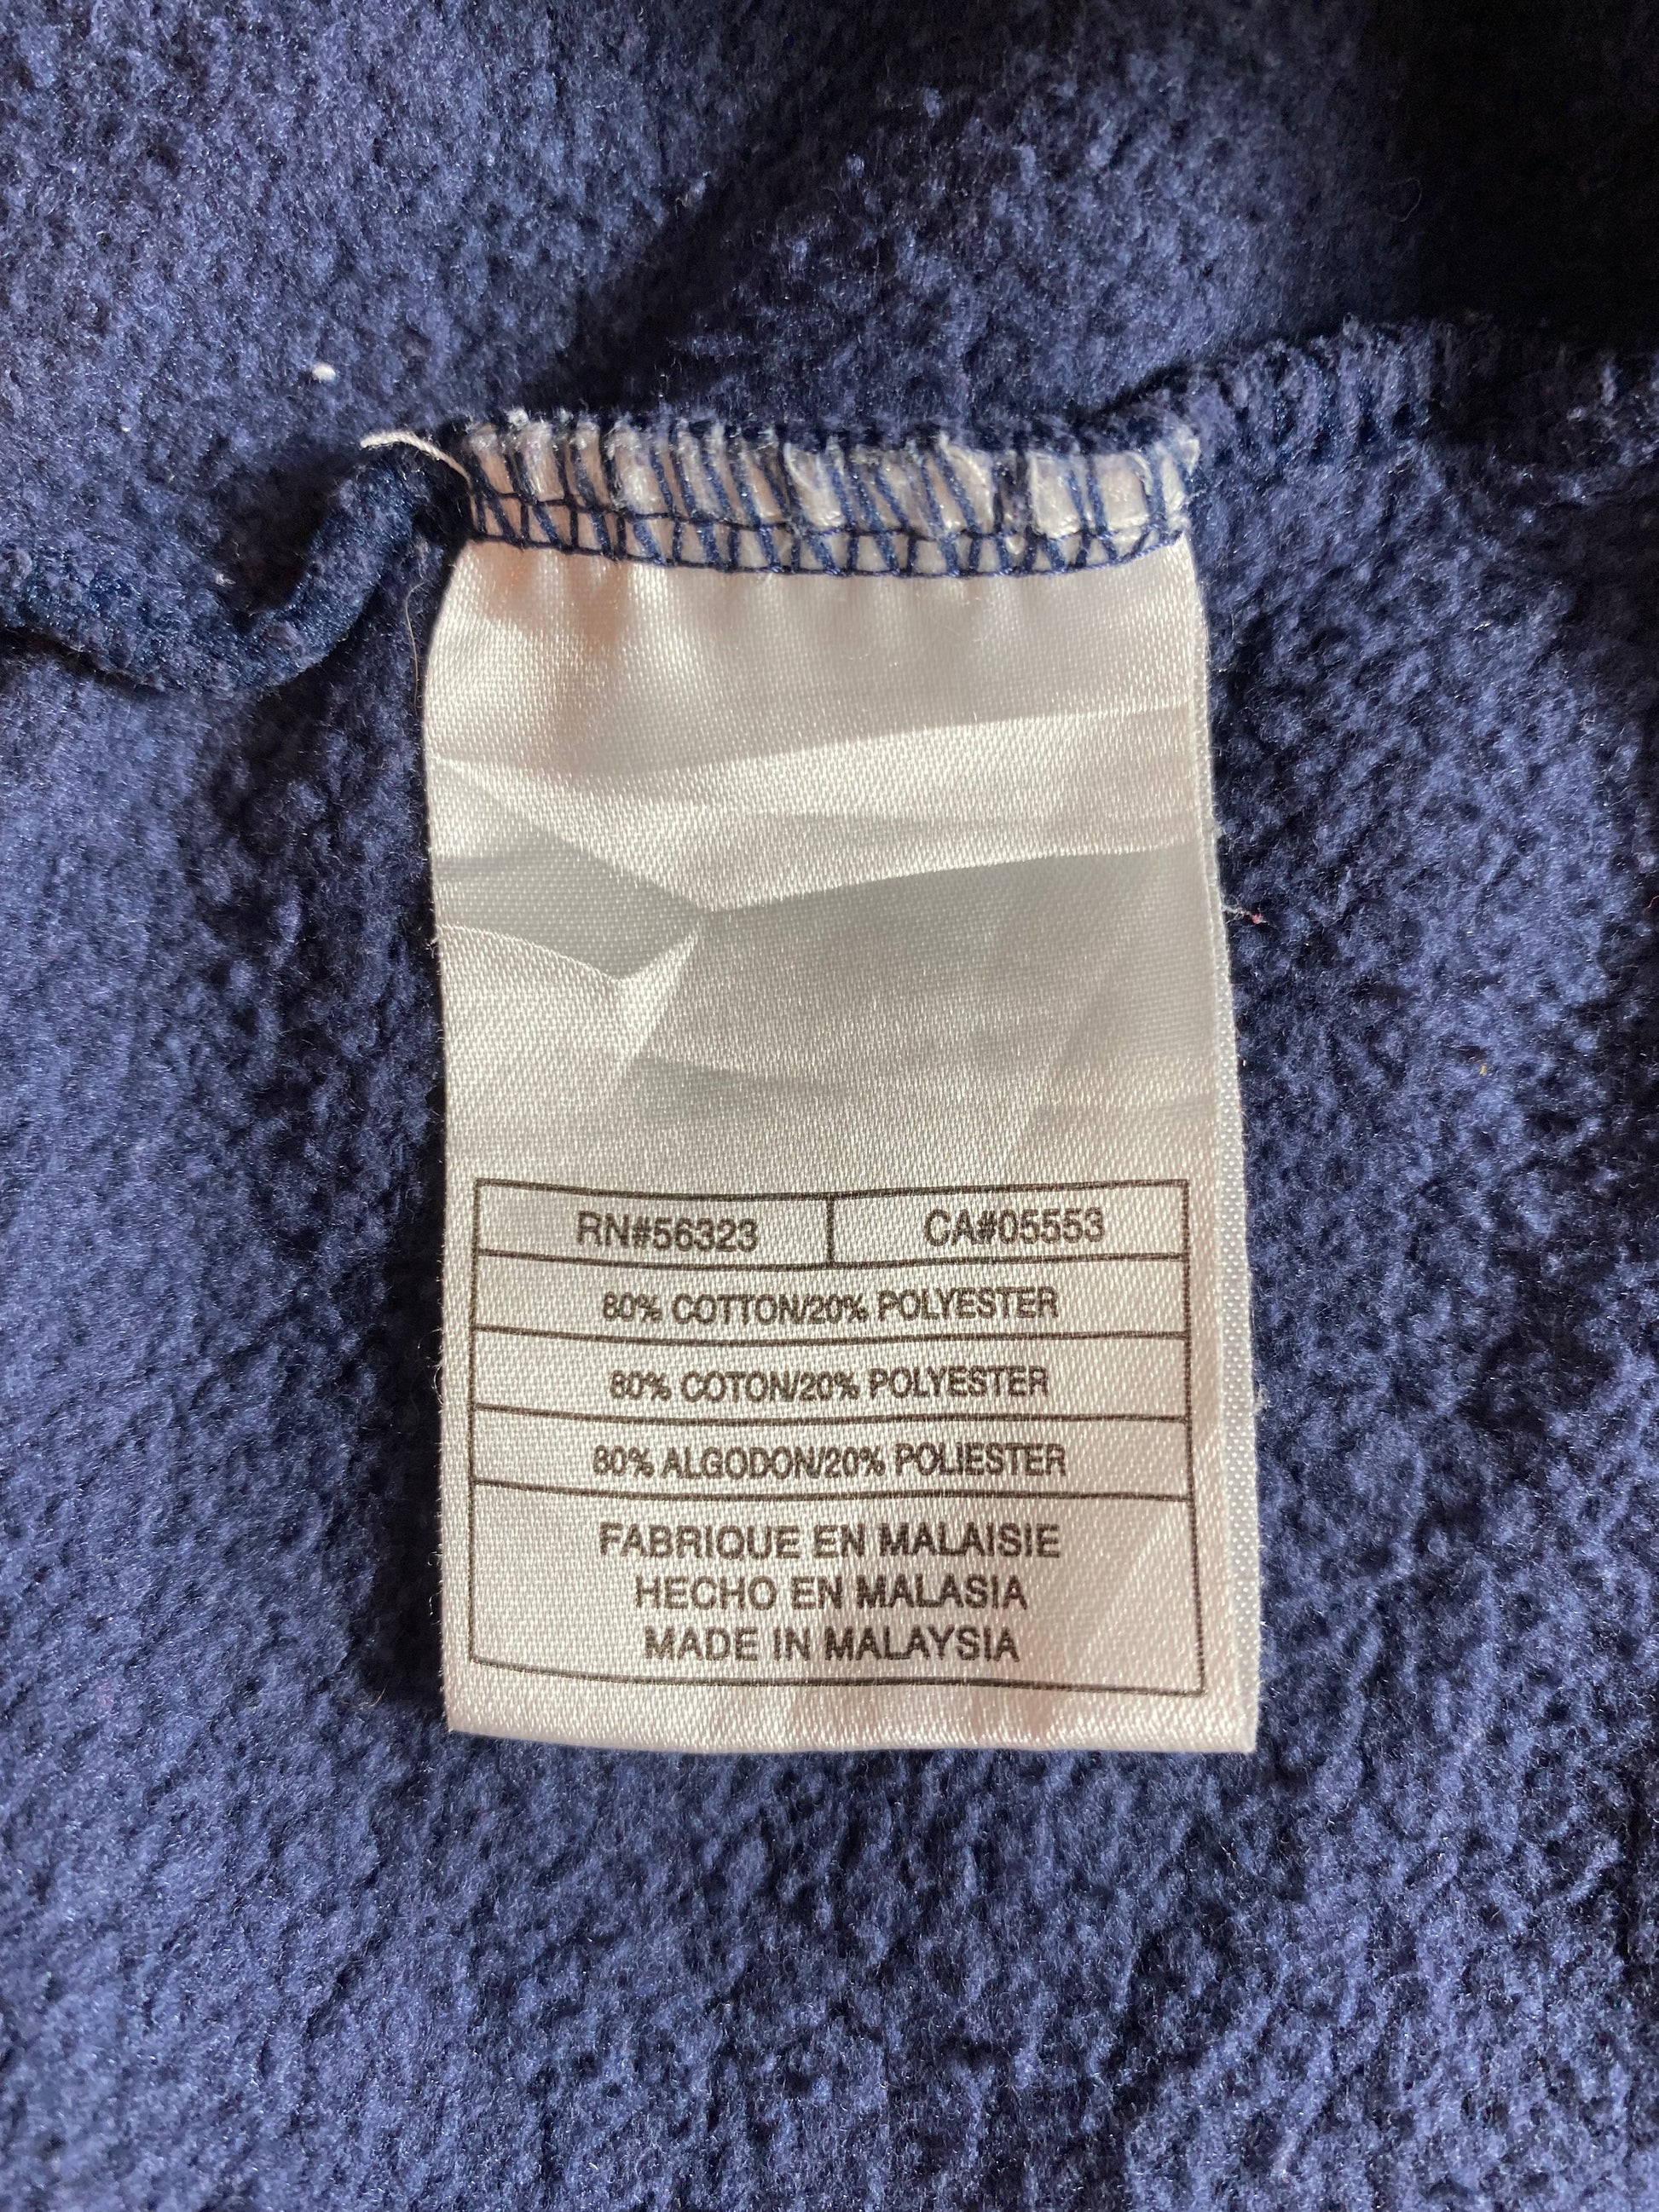 RN#56323 CA#05553
80% COTTON/20% POLYESTER
80% COTON/20% POLYESTER
80% ALGODON/20% POLIESTER
FABRIQUE EN MALAISIE
HECHO EN MALASIA
MADE IN MALAYSIA